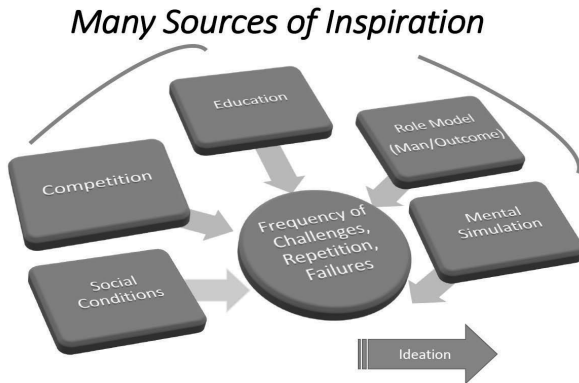 Many Sources of Inspiration
Education
Competition
Role Model
(Man/Outcome)
Social
Conditions
Frequency of
Challenges,
Repetition,
Failures
Mental
Simulation
Ideation